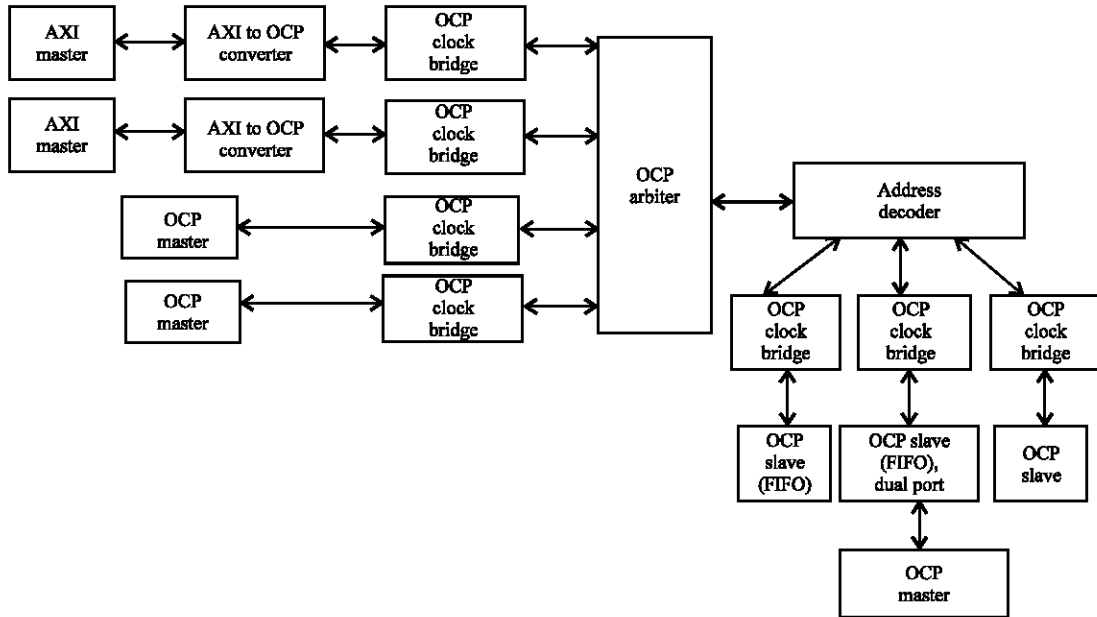 AXI
master
AXI to OCP
converter
OCP
clock
bridge
AXI
master
AXI to OCP
converter
OCP
clock
bridge
OCP
master
OCP
clock
bridge
OCP
master
OCP
clock
bridge
OCP
arbiter
Address
decoder
OCP
clock
bridge
OCP
clock
bridge
OCP
clock
bridge
OCP
slave
(FIFO)
OCP slave
(FIFO),
dual port
OCP
slave
OCP
master